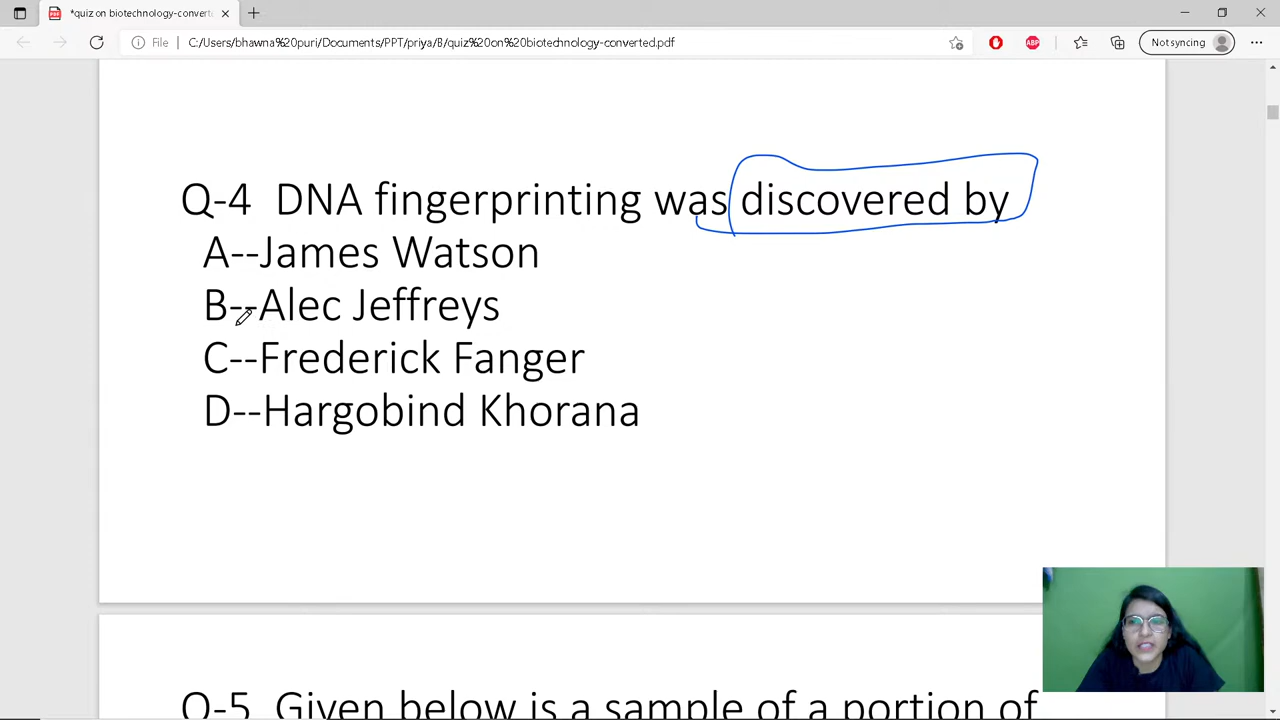 *quiz on biotechnology-converte
File
C:/Users/bhawna%20puri/Documents/PPT/priya/B/quiz%20on%20biotechnology-converted.pdf
ABP
Not syncing
Q-4 DNA fingerprinting was discovered by
A--James Watson
B--Alec Jeffreys
C--Frederick Fanger
D--Hargobind Khorana
Q-5 Given below is a sample of a portion of